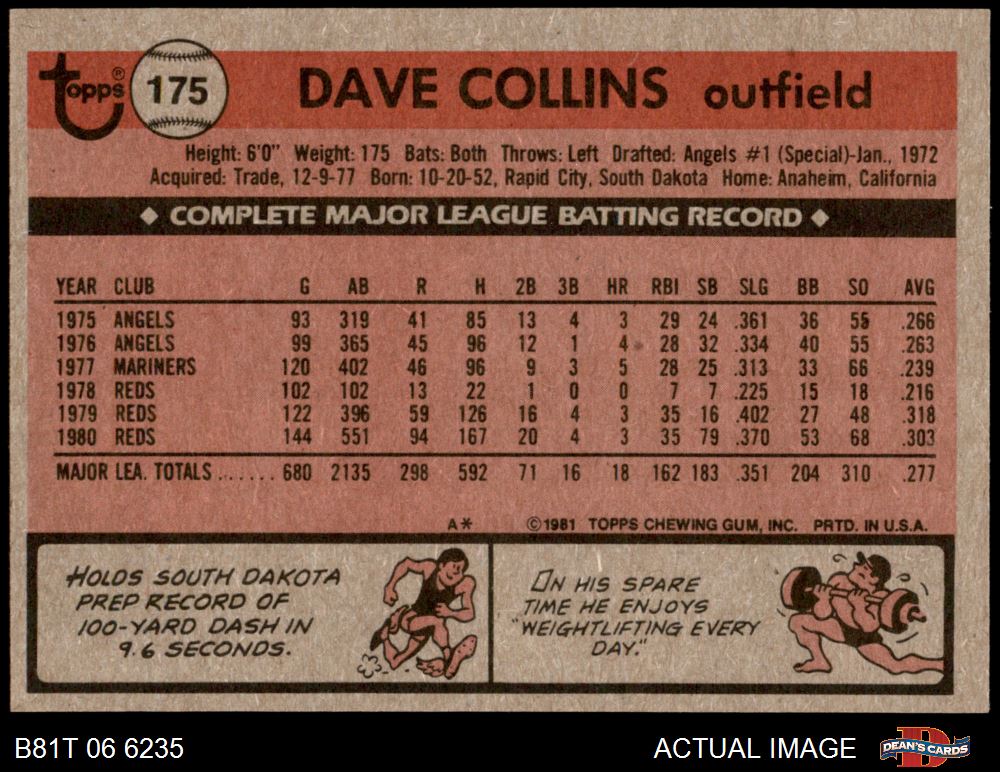 topps® 175 DAVE COLLINS outfield
Height: 6'0" Weight: 175 Bats: Both Throws: Left Drafted: Angels #1 (Special)-Jan., 1972
Acquired: Trade, 12-9-77 Born: 10-20-52, Rapid City, South Dakota Home: Anaheim, California
◆ COMPLETE MAJOR LEAGUE BATTING RECORD ◆
YEAR CLUB G AB R H 2B 3B HR RBI SB SLG BB SO AVG
1975 ANGELS 93 319 41 85 13 4 3 29 24 .361 36 55 .266
1976 ANGELS 99 365 45 96 12 1 4 28 32 .334 40 55 .263
1977 MARINERS 120 402 46 96 9 3 5 28 25 .313 33 66 .239
1978 REDS 102 102 13 22 1 0 0 7 7 .225 15 18 .216
1979 REDS 122 396 59 126 16 4 3 35 16 .402 27 48 .318
1980 REDS 144 551 94 167 20 4 3 35 79 .370 53 68 .303
MAJOR LEA. TOTALS ...... 680 2135 298 592 71 16 18 162 183 .351 204 310 .277
A* ©1981 TOPPS CHEWING GUM, INC. PRTD. IN U.S.A.
HOLDS SOUTH DAKOTA
PREP RECORD OF
100-YARD DASH IN
9.6 SECONDS.
IN HIS SPARE
TIME HE ENJOYS
"WEIGHTLIFTING EVERY
DAY."
B81T 06 6235 ACTUAL IMAGE DEAN'S CARDS